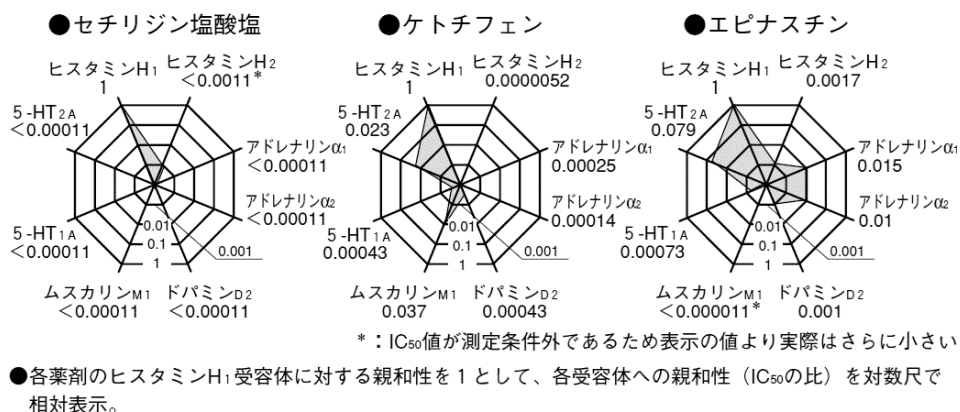 ●セチリジン塩酸塩
ヒスタミンH₁
1
ヒスタミンH₂
<0.0011*
5-HT₂A
<0.00011
アドレナリンα₁
<0.00011
アドレナリンα₂
<0.00011
5-HT₁A
<0.00011
0.01
0.1
1
0.001
ムスカリンM₁
<0.00011
ドパミンD₂
<0.00011
●ケトチフェン
ヒスタミンH₁
1
ヒスタミンH₂
0.0000052
5-HT₂A
0.023
アドレナリンα₁
0.00025
アドレナリンα₂
0.00014
5-HT₁A
0.00043
0.01
0.1
1
0.001
ムスカリンM₁
0.037
ドパミンD₂
0.00043
●エピナスチン
ヒスタミンH₁
1
ヒスタミンH₂
0.0017
5-HT₂A
0.079
アドレナリンα₁
0.015
アドレナリンα₂
0.01
5-HT₁A
0.00073
0.01
0.1
1
0.001
ムスカリンM₁
<0.000011*
ドパミンD₂
0.001
*:IC₅₀値が測定条件外であるため表示の値より実際はさらに小さい
●各薬剤のヒスタミンH₁受容体に対する親和性を1として、各受容体への親和性(IC₅₀の比)を対数尺で
相対表示。